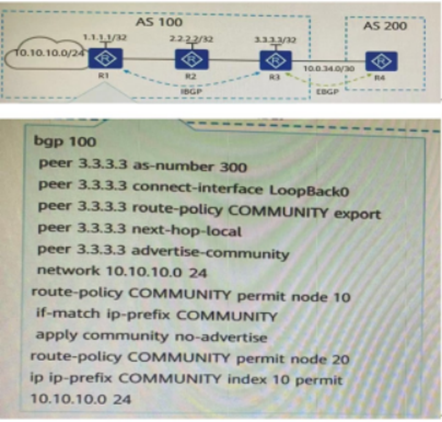 AS 100
AS 200
1.1.1.1/32
2.2.2.2/32
3.3.3.3/32
10.10.10.0/24
10.0.34.0/30
R1
R2
R3
R4
IBGP
EBGP
bgp 100
peer 3.3.3.3 as-number 300
peer 3.3.3.3 connect-interface LoopBack0
peer 3.3.3.3 route-policy COMMUNITY export
peer 3.3.3.3 next-hop-local
peer 3.3.3.3 advertise-community
network 10.10.10.0 24
route-policy COMMUNITY permit node 10
if-match ip-prefix COMMUNITY
apply community no-advertise
route-policy COMMUNITY permit node 20
ip ip-prefix COMMUNITY index 10 permit
10.10.10.0 24